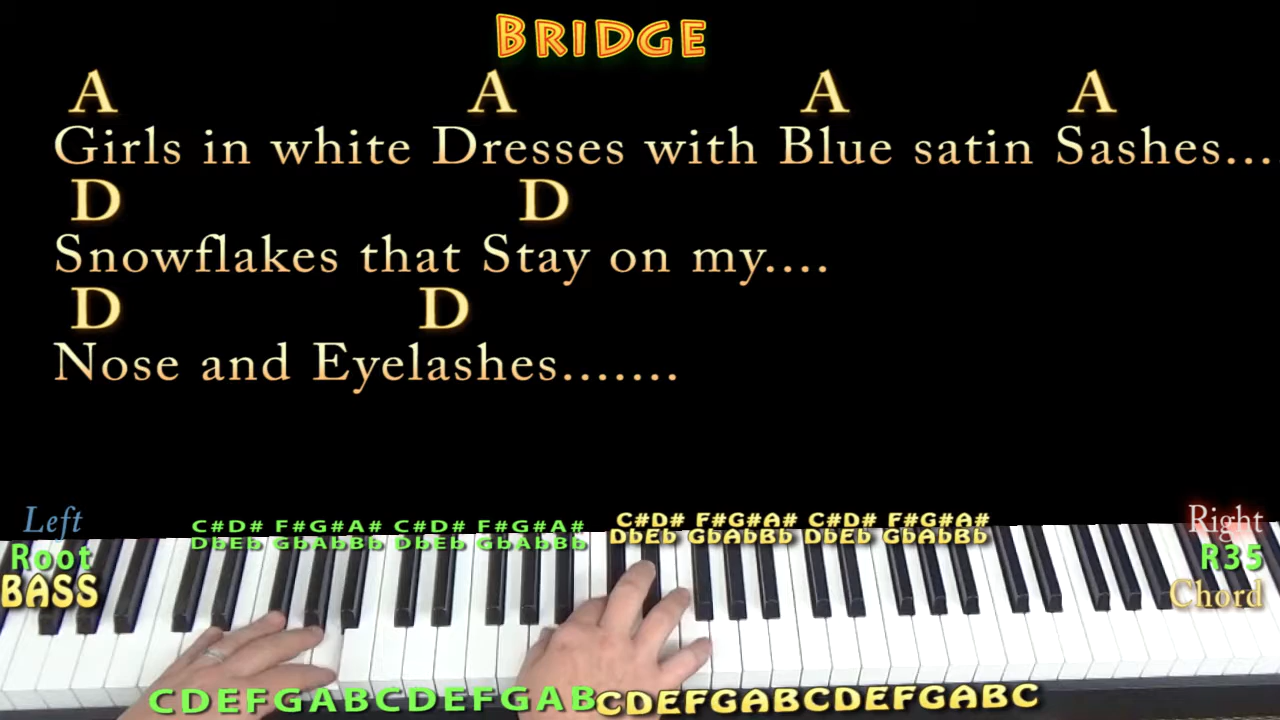 BRIDGE
A A A A
Girls in white Dresses with Blue satin Sashes...
D D
Snowflakes that Stay on my....
D D
Nose and Eyelashes.......
Left
Root
BASS
C#D# F#G#A# C#D# F#G#A#
DbEb GbAbBb DbEb GbAbBb
C#D# F#G#A# C#D# F#G#A#
DbEb GbAbBb DbEb GbAbBb
Right
R35
Chord
CDEFGABCDEFGAB
CDEFGABCDEFGABC